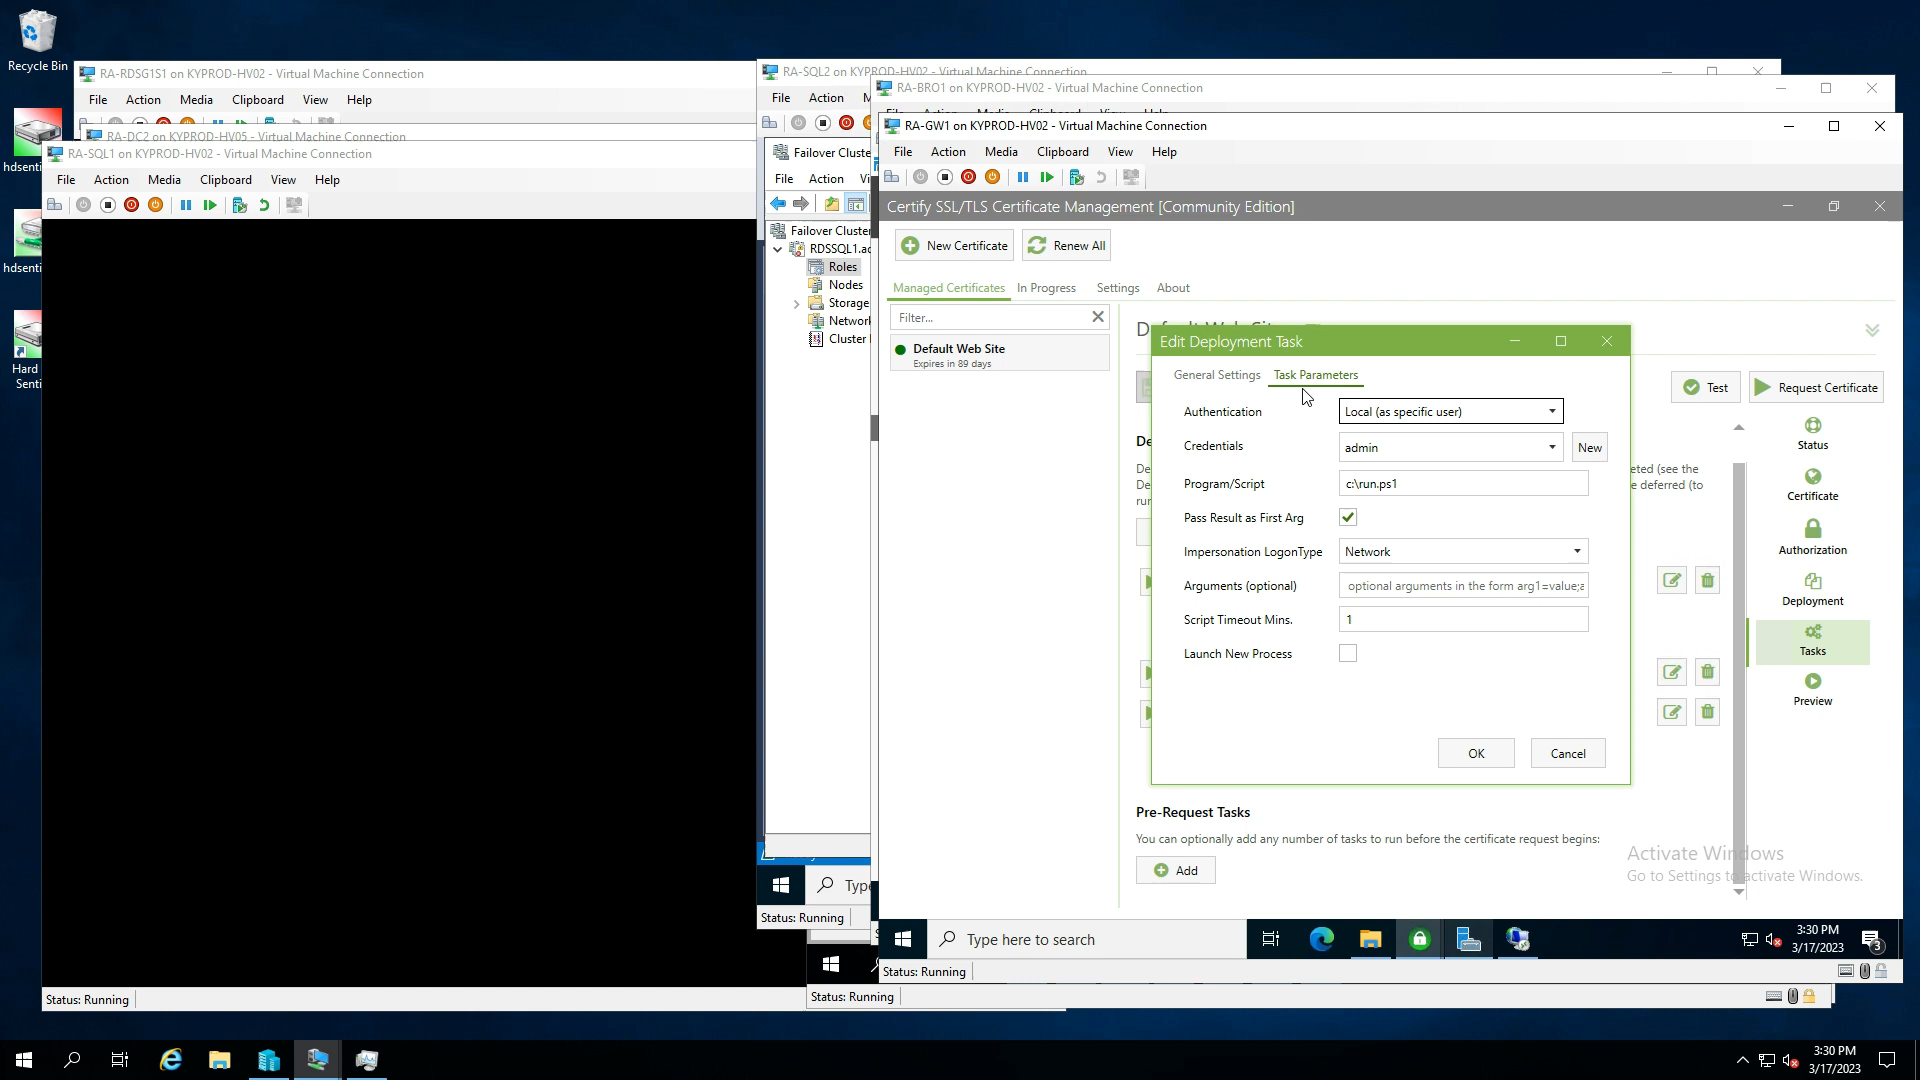 Recycle Bin
hdsenti
hdsenti
Hard
Senti
RA-RDSG1S1 on KYPROD-HV02 - Virtual Machine Connection
File Action Media Clipboard View Help
RA-DC2 on KYPROD-HV05 - Virtual Machine Connection
RA-SQL1 on KYPROD-HV02 - Virtual Machine Connection
File Action Media Clipboard View Help
Status: Running
RA-SQL2 on KYPROD-HV02 - Virtual Machine Connection
File Action
Failover Cluste
File Action Vi
Failover Cluster
RDSSQL1.ad
Roles
Nodes
Storage
Network
Cluster
Type
Status: Running
Status: Running
RA-BRO1 on KYPROD-HV02 - Virtual Machine Connection
RA-GW1 on KYPROD-HV02 - Virtual Machine Connection
File Action Media Clipboard View Help
Certify SSL/TLS Certificate Management [Community Edition]
New Certificate
Renew All
Managed Certificates In Progress Settings About
Filter...
Default Web Site
Expires in 89 days
Edit Deployment Task
General Settings Task Parameters
Authentication Local (as specific user)
Credentials admin New
Program/Script c:\run.ps1
Pass Result as First Arg
Impersonation LogonType Network
Arguments (optional) optional arguments in the form arg1=value;a
Script Timeout Mins. 1
Launch New Process
OK Cancel
De
De
De
run
eted (see the
e deferred (to
Test
Request Certificate
Status
Certificate
Authorization
Deployment
Tasks
Preview
Pre-Request Tasks
You can optionally add any number of tasks to run before the certificate request begins:
Add
Activate Windows
Go to Settings to activate Windows.
Type here to search
3:30 PM
3/17/2023
3
Status: Running
3:30 PM
3/17/2023